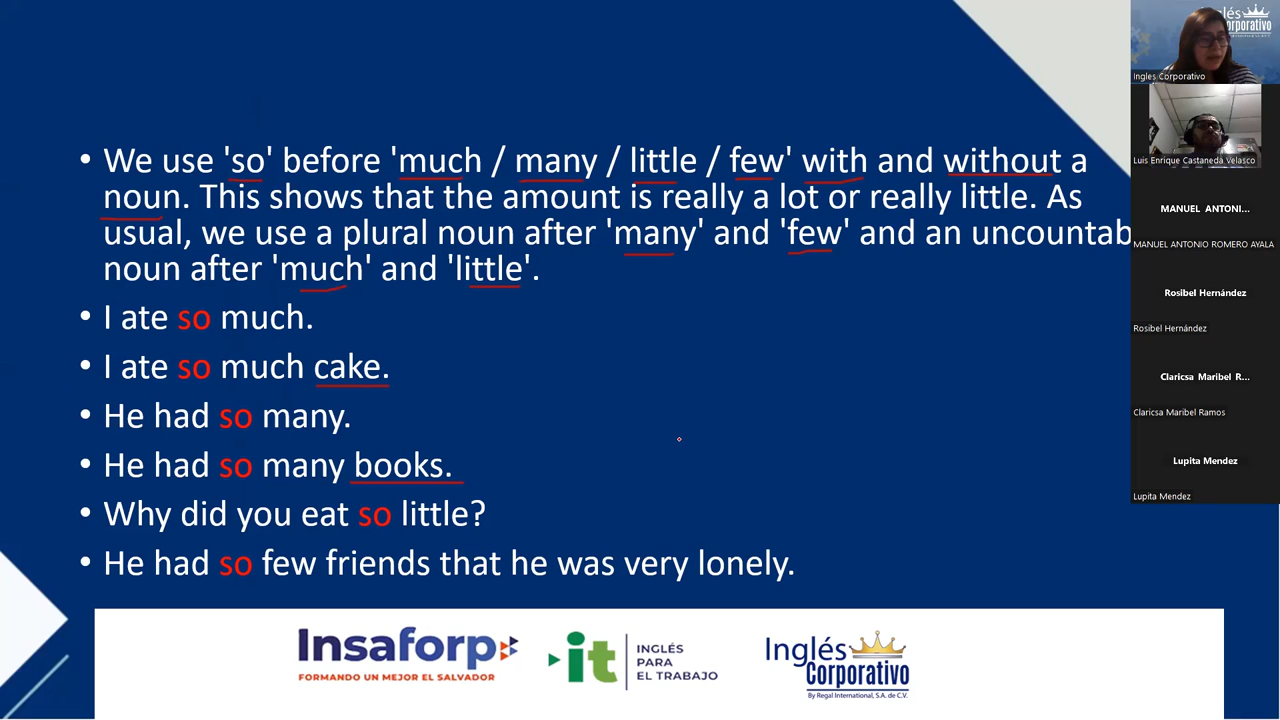 • We use 'so' before 'much / many / little / few' with and without a
noun. This shows that the amount is really a lot or really little. As
usual, we use a plural noun after 'many' and 'few' and an uncountab
noun after 'much' and 'little'.
• I ate so much.
• I ate so much cake.
• He had so many.
• He had so many books.
• Why did you eat so little?
• He had so few friends that he was very lonely.
Insaforp
FORMANDO UN MEJOR EL SALVADOR
it
INGLÉS
PARA
EL TRABAJO
Inglés
Corporativo
By Regal International, S.A. de C.V.
Ingles Corporativo
Luis Enrique Castaneda Velasco
MANUEL ANTONI...
MANUEL ANTONIO ROMERO AYALA
Rosibel Hernández
Rosibel Hernández
Claricsa Maribel R...
Claricsa Maribel Ramos
Lupita Mendez
Lupita Mendez